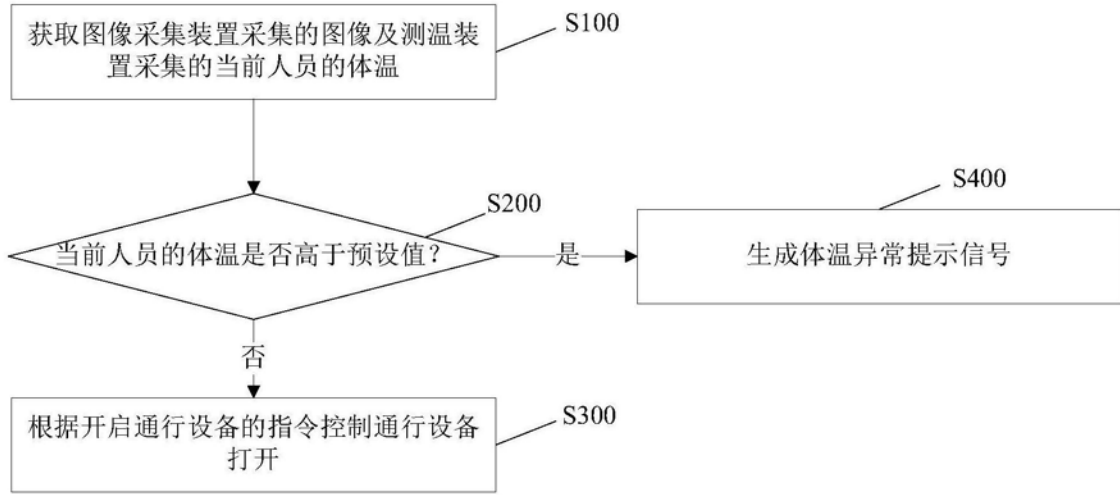 获取图像采集装置采集的图像及测温装
置采集的当前人员的体温
S100
S200
当前人员的体温是否高于预设值?
是
S400
生成体温异常提示信号
否
根据开启通行设备的指令控制通行设备
打开
S300